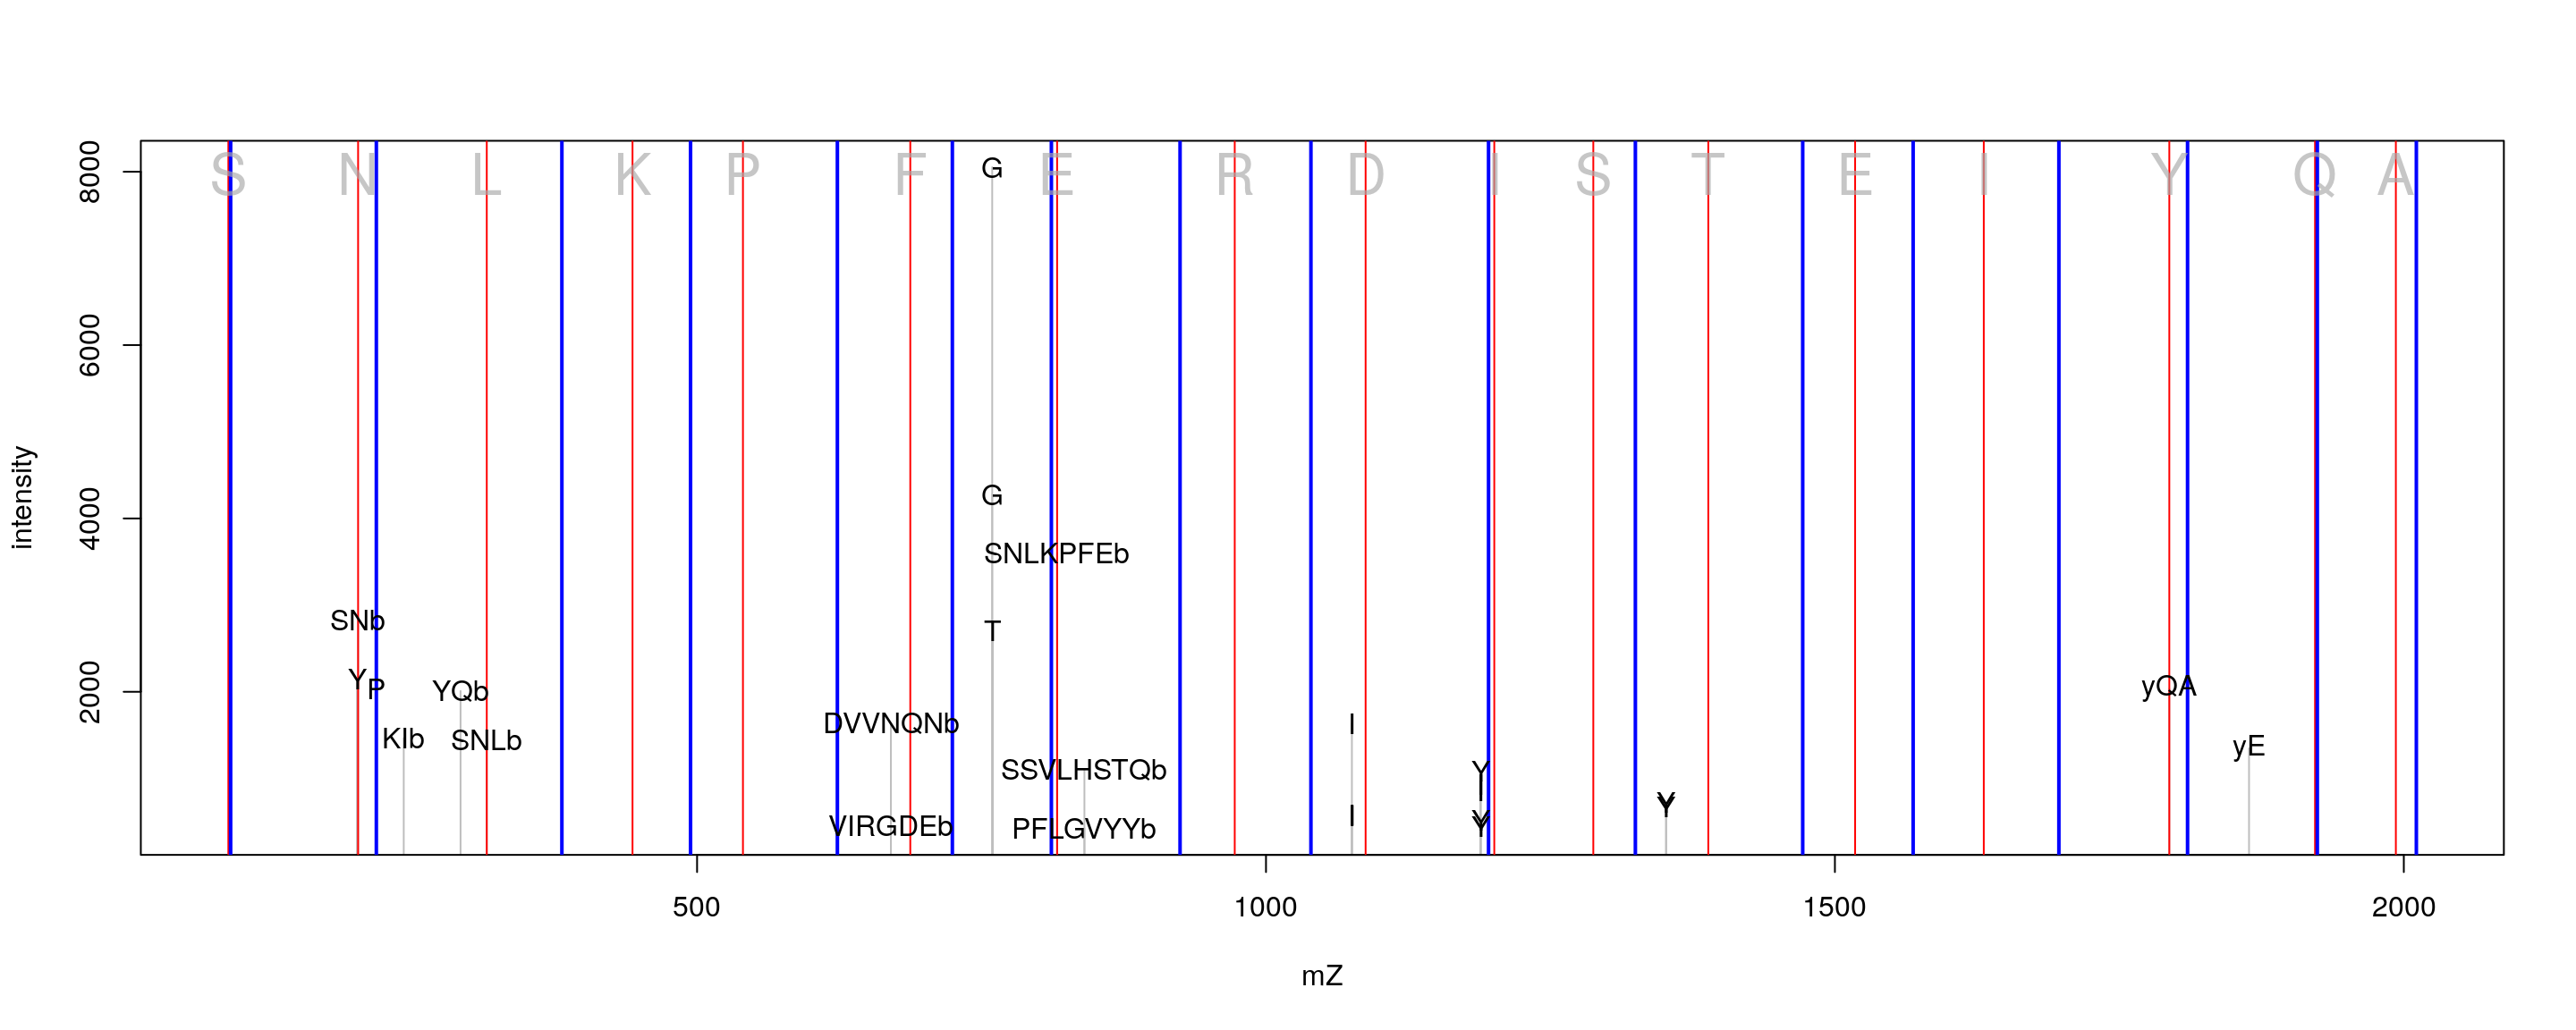 S N L K P F E R D I S T E I Y Q A
G
G
SNLKPFEb
T
SNb
Y
P
YQb
yQA
KIb
SNLb
DVVNQNb
I
yE
SSVLHSTQb
Y
I
Y
I
Y
Y
VIRGDEb
PFLGVYYb
8000
6000
4000
2000
intensity
500 1000 1500 2000
mZ